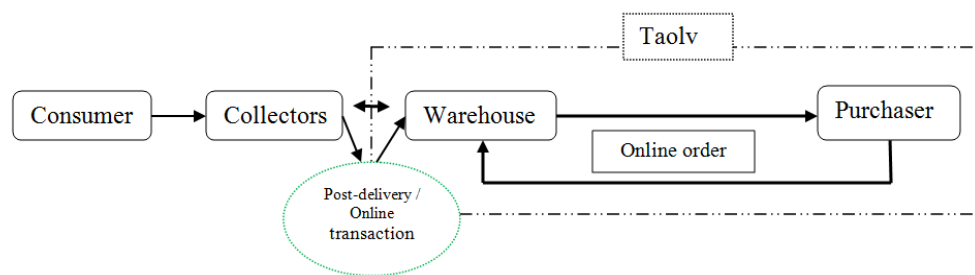 Taolv
Consumer
Collectors
Warehouse
Purchaser
Online order
Post-delivery /
Online
transaction